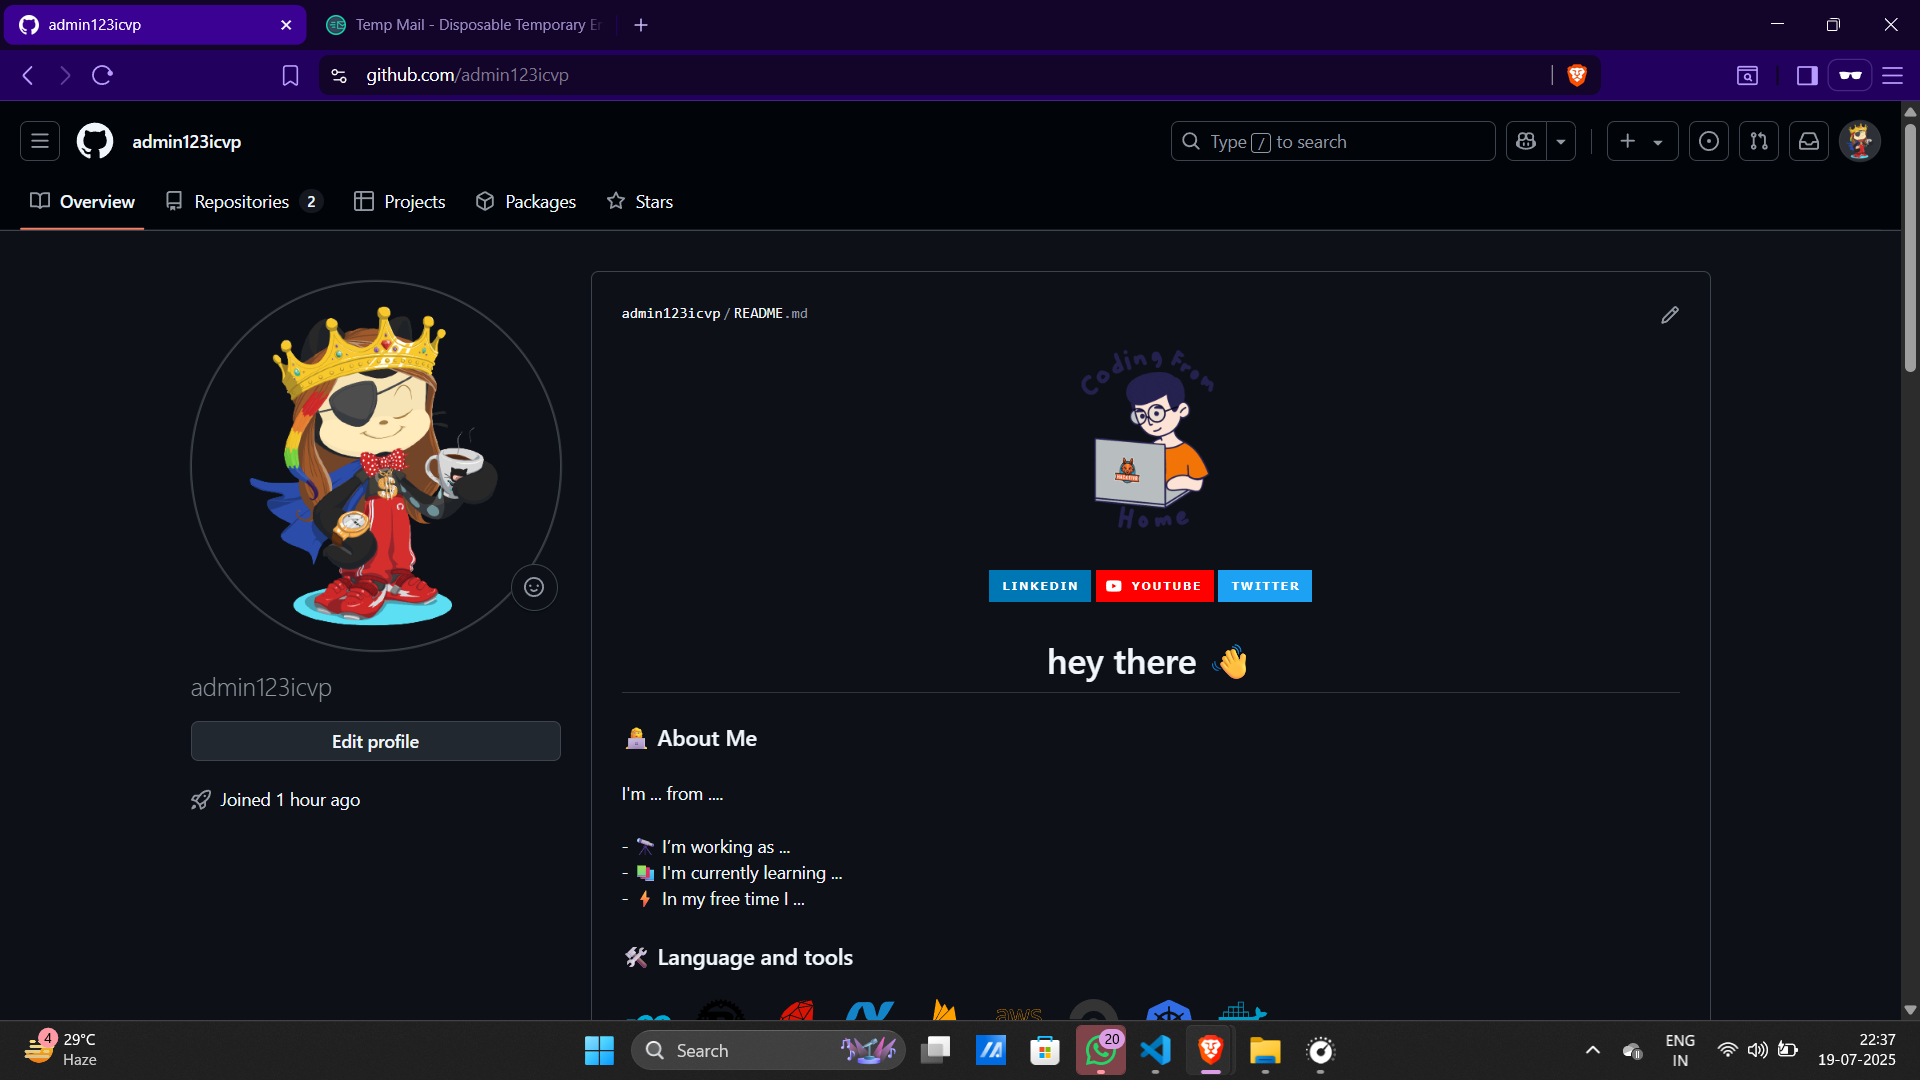 admin123icvp
Temp Mail - Disposable Temporary E
github.com/admin123icvp
admin123icvp
Type / to search
Overview
Repositories 2
Projects
Packages
Stars
admin123icvp / README.md
Coding From
Home
LINKEDIN
YOUTUBE
TWITTER
hey there 👋
admin123icvp
Edit profile
Joined 1 hour ago
About Me
I'm ... from ....
- 🔭 I’m working as ...
- 📚 I'm currently learning ...
- ⚡ In my free time I ...
🛠 Language and tools
aws
4
29°C
Haze
Search
20
ENG
IN
22:37
19-07-2025